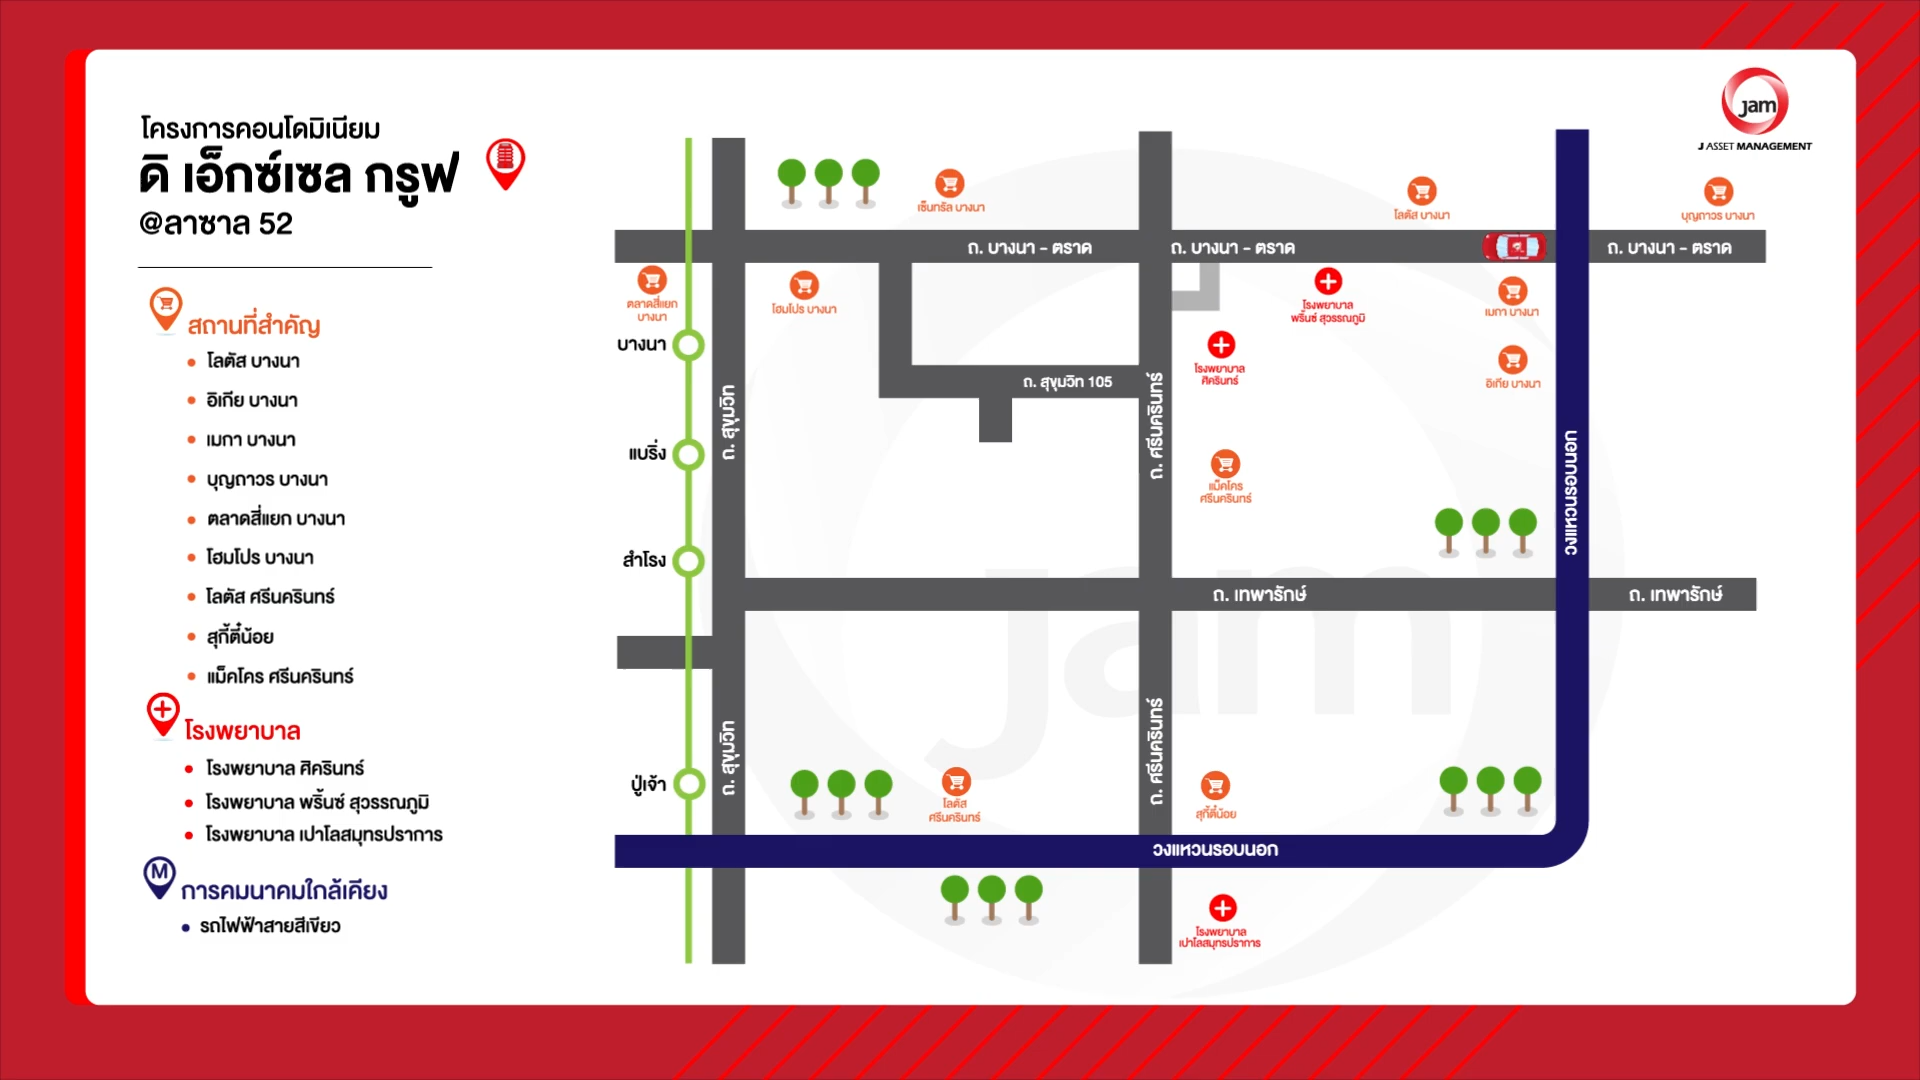 โครงการคอนโดมิเนียม
ดิ เอ็กซ์เซล กรูฟ
@ลาซาล 52
สถานที่สำคัญ
โลตัส บางนา
อิเกีย บางนา
เมกา บางนา
บุญถาวร บางนา
ตลาดสี่แยก บางนา
โฮมโปร บางนา
โลตัส ศรีนครินทร์
สุกี้ตี๋น้อย
แม็คโคร ศรีนครินทร์
โรงพยาบาล
โรงพยาบาล ศิครินทร์
โรงพยาบาล พริ้นซ์ สุวรรณภูมิ
โรงพยาบาล เปาโลสมุทรปราการ
M
การคมนาคมใกล้เคียง
รถไฟฟ้าสายสีเขียว
jam
J ASSET MANAGEMENT
เซ็นทรัล บางนา
โลตัส บางนา
บุญถาวร บางนา
ถ. บางนา - ตราด
ถ. บางนา - ตราด
ถ. บางนา - ตราด
ตลาดสี่แยก
บางนา
โฮมโปร บางนา
โรงพยาบาล
พริ้นซ์ สุวรรณภูมิ
เมกา บางนา
บางนา
โรงพยาบาล
ศิครินทร์
อิเกีย บางนา
ถ. สุขุมวิท 105
ถ. สุขุมวิท
ถ. ศรีนครินทร์
วงแหวนรอบนอก
แบริ่ง
แม็คโคร
ศรีนครินทร์
สำโรง
ถ. เทพารักษ์
ถ. เทพารักษ์
jam
ถ. สุขุมวิท
ถ. ศรีนครินทร์
ปู่เจ้า
โลตัส
ศรีนครินทร์
สุกี้ตี๋น้อย
วงแหวนรอบนอก
โรงพยาบาล
เปาโลสมุทรปราการ